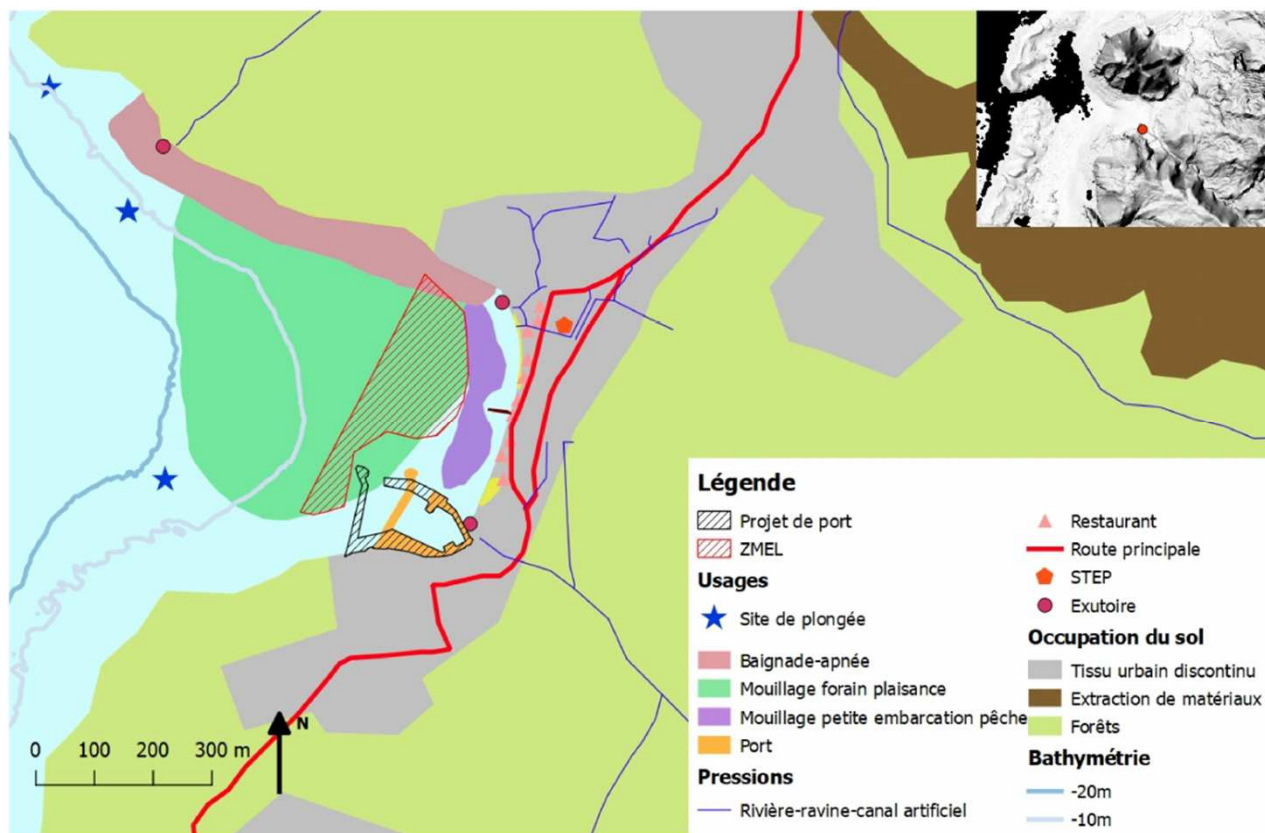 N
0 100 200 300 m
Légende
Projet de port
ZMEL
Usages
Site de plongée
Baignade-apnée
Mouillage forain plaisance
Mouillage petite embarcation pêche
Port
Pressions
Rivière-ravine-canal artificiel
Restaurant
Route principale
STEP
Exutoire
Occupation du sol
Tissu urbain discontinu
Extraction de matériaux
Forêts
Bathymétrie
-20m
-10m